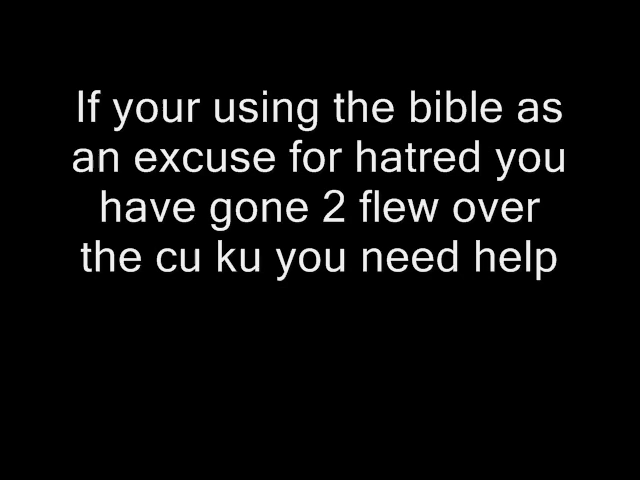 If your using the bible as
an excuse for hatred you
have gone 2 flew over
the cu ku you need help